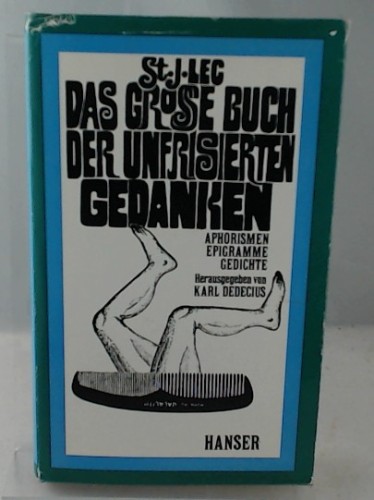 St.J.LEC
DAS GROSSE BUCH
DER UNFRISIERTEN
GEDANKEN
APHORISMEN
EPIGRAMME
GEDICHTE
Herausgegeben von
KARL DEDECIUS
HANSER